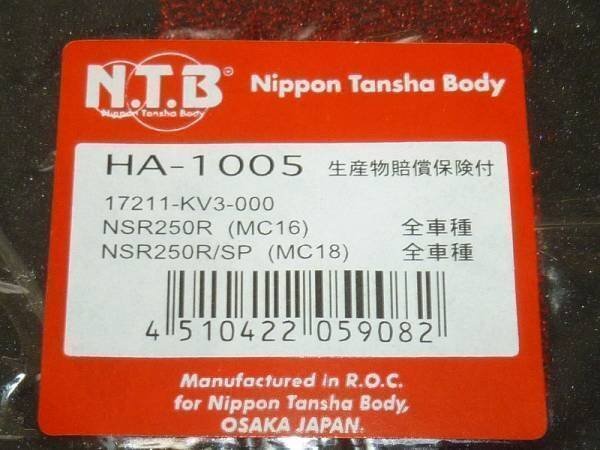 N.T.B
Nippon Tansha Body
Nippon Tansha Body
HA-1005 生産物賠償保険付
17211-KV3-000
NSR250R (MC16) 全車種
NSR250R/SP (MC18) 全車種
4 510422 059082
Manufactured in R.O.C.
for Nippon Tansha Body,
OSAKA JAPAN.